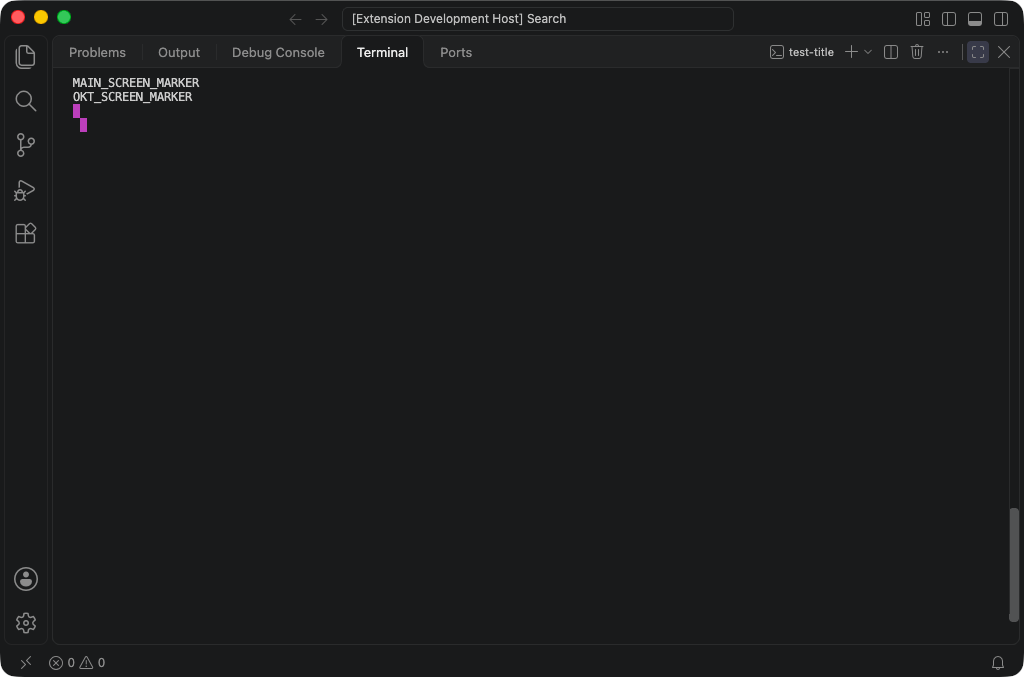 [Extension Development Host] Search
Problems Output Debug Console Terminal Ports test-title
MAIN_SCREEN_MARKER
OKT_SCREEN_MARKER
0 0